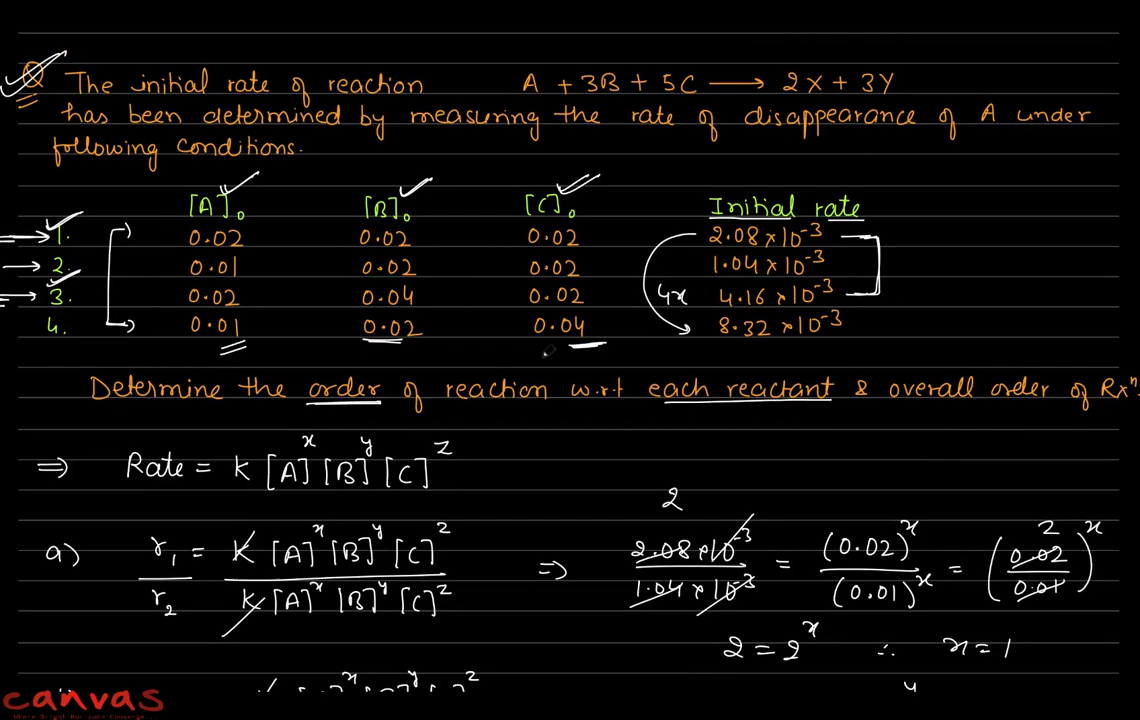 Q The initial rate of reaction A + 3B + 5C ⟶ 2X + 3Y
has been determined by measuring the rate of disappearance of A under
following conditions.
[A]₀ [B]₀ [C]₀ Initial rate
1. 0.02 0.02 0.02 2.08×10⁻³
2. 0.01 0.02 0.02 1.04×10⁻³
3. 0.02 0.04 0.02 4x 4.16×10⁻³
4. 0.01 0.02 0.04 8.32×10⁻³
Determine the order of reaction w.r.t each reactant & overall order of Rxⁿ.
⇒ Rate = K [A]ˣ [B]ʸ [C]ᶻ
a) r₁/r₂ = K [A]ˣ [B]ʸ [C]ᶻ / K [A]ˣ [B]ʸ [C]ᶻ ⇒ 2 2.08×10⁻³ / 1.04×10⁻³ = (0.02)ˣ / (0.01)ˣ = (2 0.02 / 0.01)ˣ
2 = 2ˣ ∴ x = 1
canvas